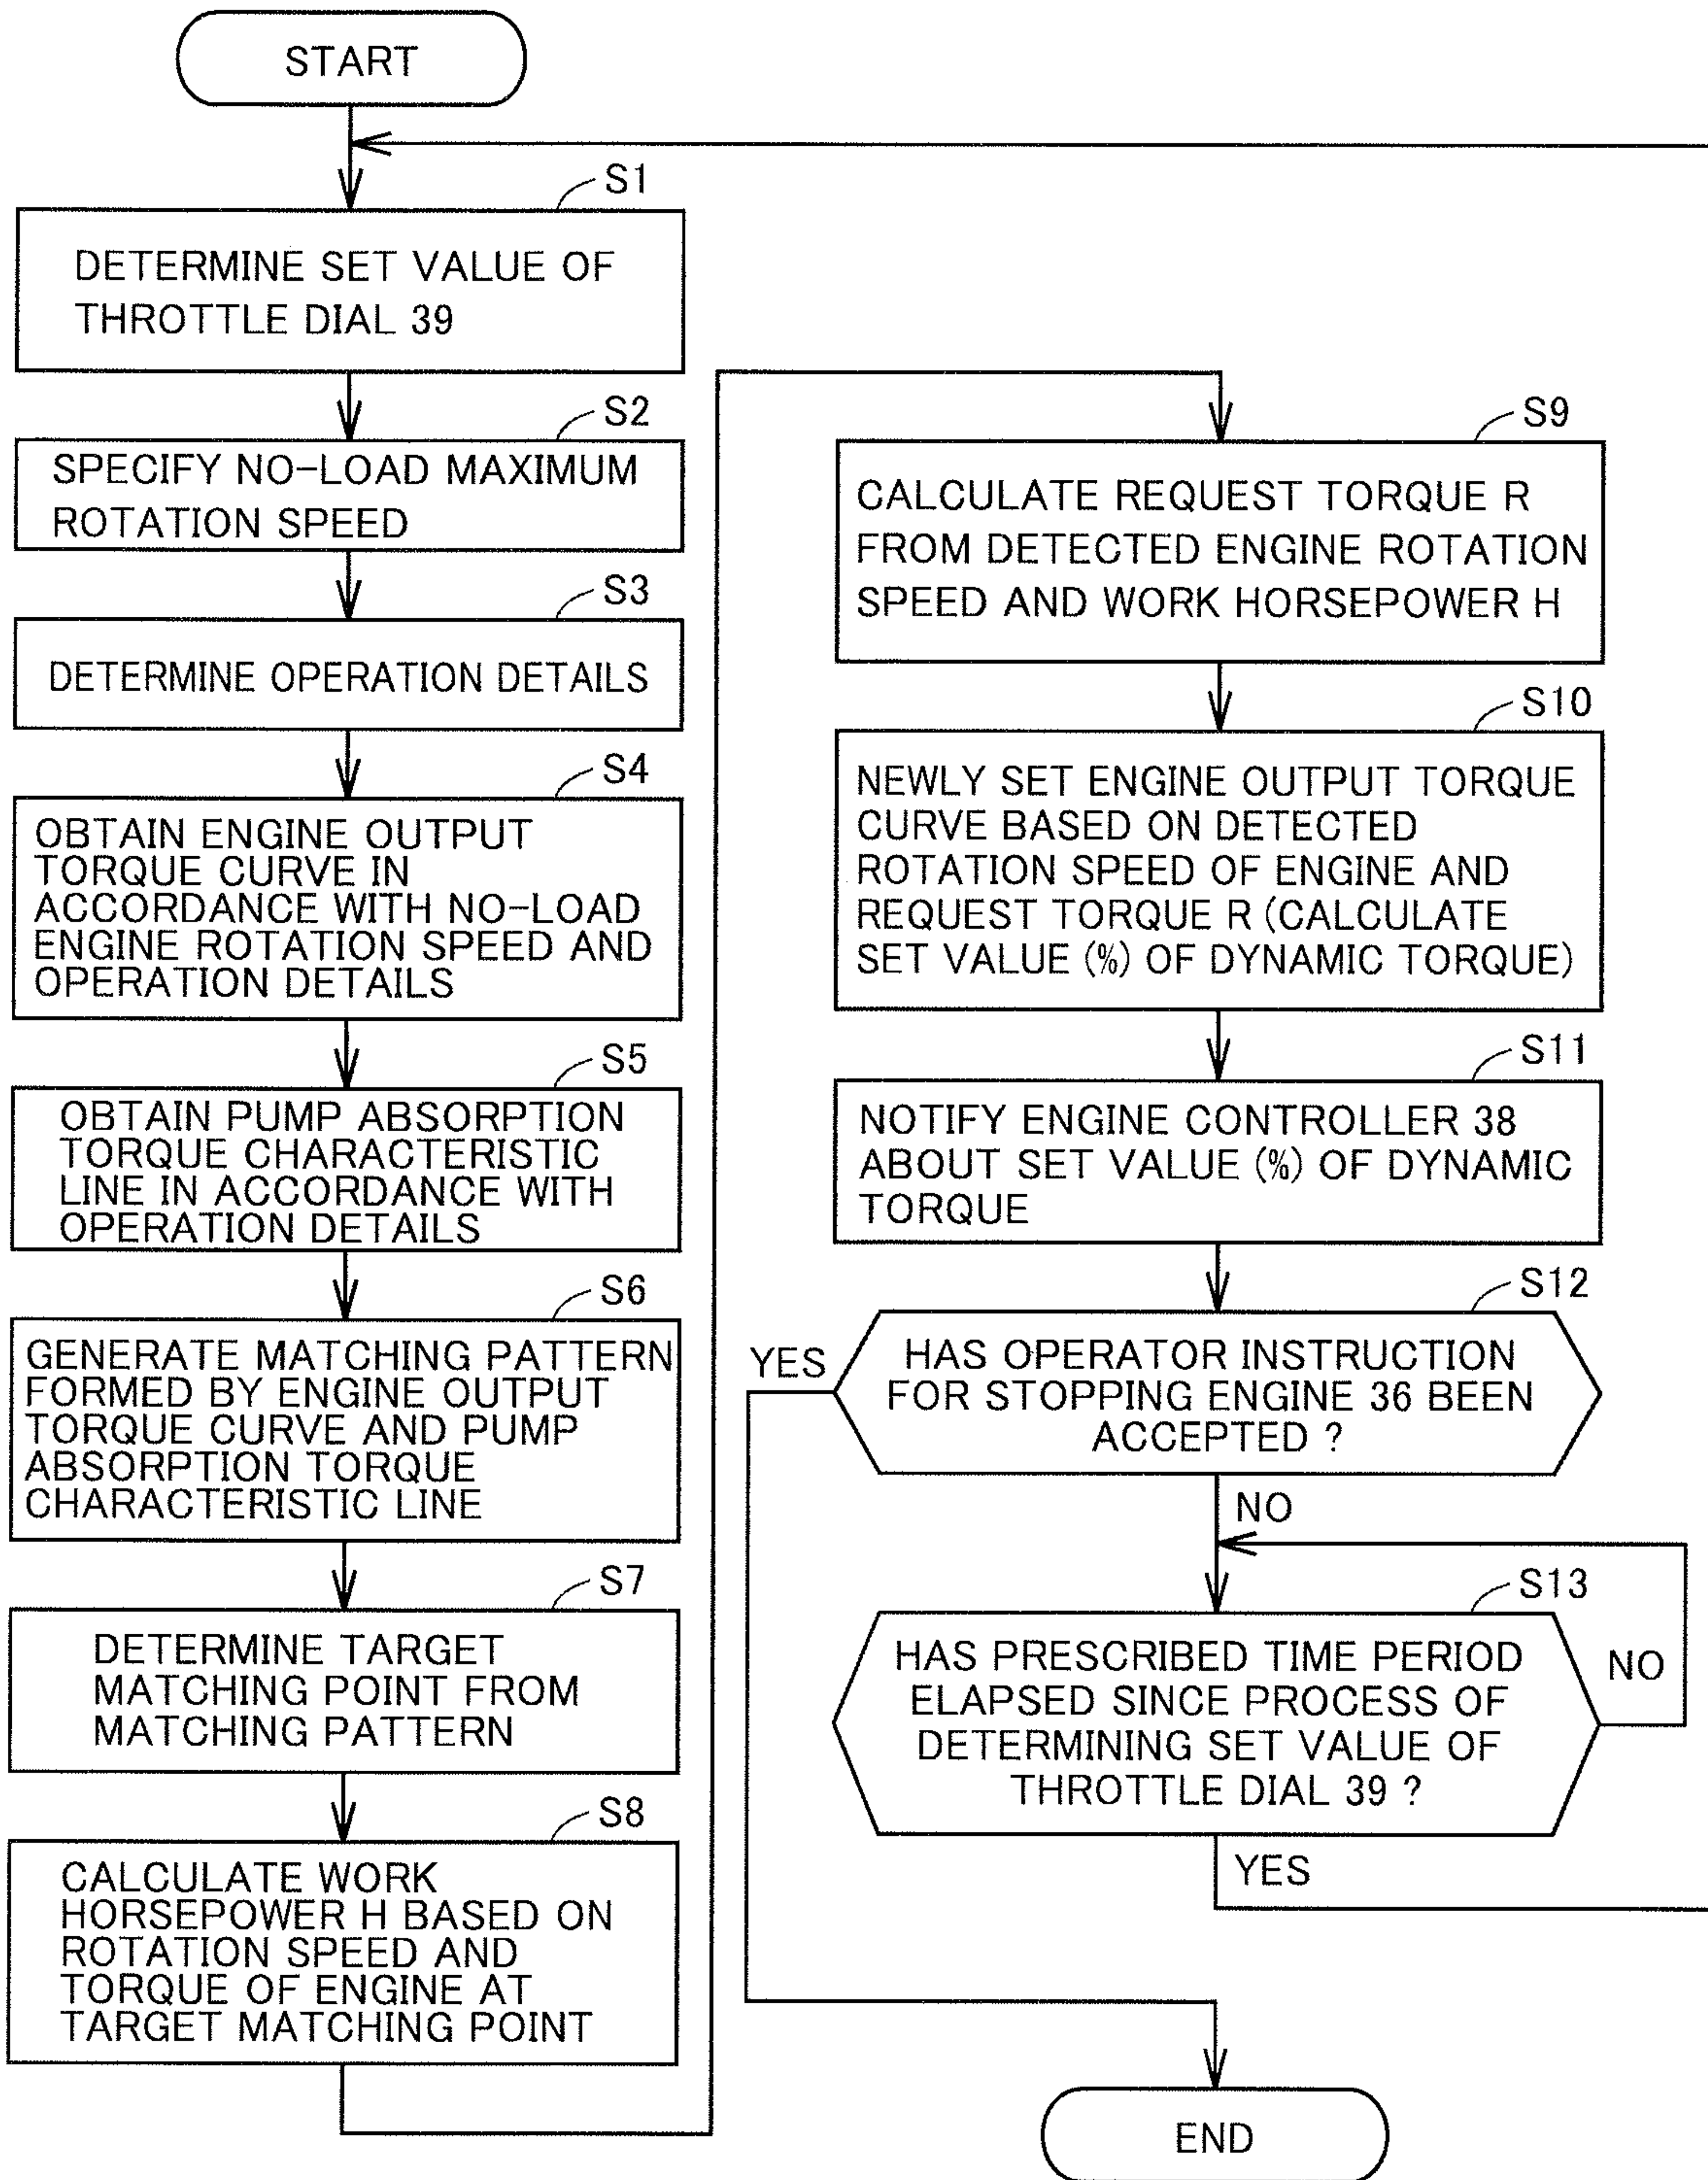 START
S1
DETERMINE SET VALUE OF
THROTTLE DIAL 39
S2
SPECIFY NO-LOAD MAXIMUM
ROTATION SPEED
S3
DETERMINE OPERATION DETAILS
S4
OBTAIN ENGINE OUTPUT
TORQUE CURVE IN
ACCORDANCE WITH NO-LOAD
ENGINE ROTATION SPEED AND
OPERATION DETAILS
S5
OBTAIN PUMP ABSORPTION
TORQUE CHARACTERISTIC
LINE IN ACCORDANCE WITH
OPERATION DETAILS
S6
GENERATE MATCHING PATTERN
FORMED BY ENGINE OUTPUT
TORQUE CURVE AND PUMP
ABSORPTION TORQUE
CHARACTERISTIC LINE
S7
DETERMINE TARGET
MATCHING POINT FROM
MATCHING PATTERN
S8
CALCULATE WORK
HORSEPOWER H BASED ON
ROTATION SPEED AND
TORQUE OF ENGINE AT
TARGET MATCHING POINT
S9
CALCULATE REQUEST TORQUE R
FROM DETECTED ENGINE ROTATION
SPEED AND WORK HORSEPOWER H
S10
NEWLY SET ENGINE OUTPUT TORQUE
CURVE BASED ON DETECTED
ROTATION SPEED OF ENGINE AND
REQUEST TORQUE R (CALCULATE
SET VALUE (%) OF DYNAMIC TORQUE)
S11
NOTIFY ENGINE CONTROLLER 38
ABOUT SET VALUE (%) OF DYNAMIC
TORQUE
S12
YES
HAS OPERATOR INSTRUCTION
FOR STOPPING ENGINE 36 BEEN
ACCEPTED ?
NO
S13
HAS PRESCRIBED TIME PERIOD
ELAPSED SINCE PROCESS OF
DETERMINING SET VALUE OF
THROTTLE DIAL 39 ?
NO
YES
END